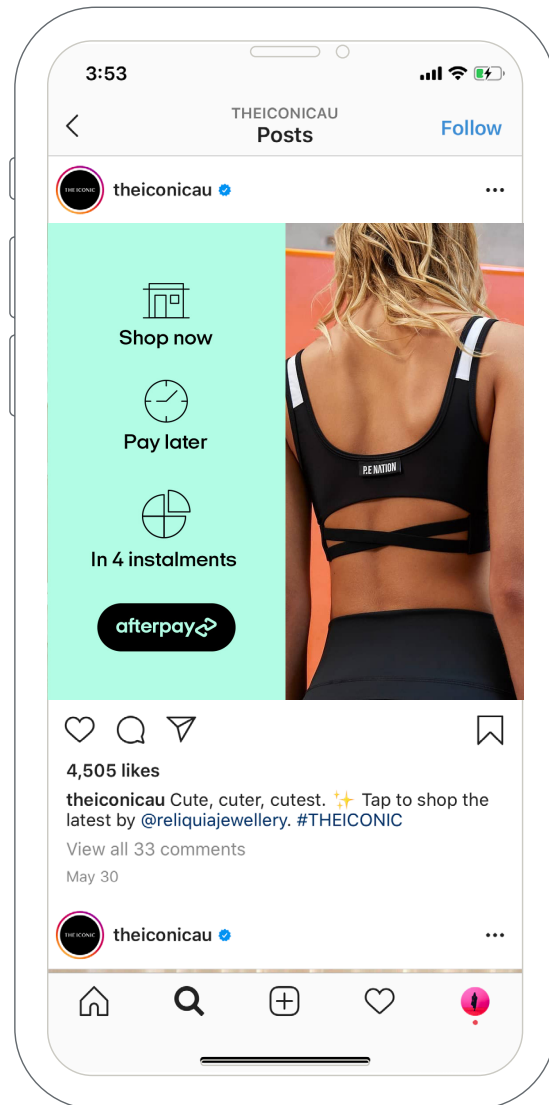 3:53
THEICONICAU
Posts
Follow
THE ICONIC
theiconicau
Shop now
Pay later
In 4 instalments
afterpay
P.E NATION
4,505 likes
theiconicau Cute, cuter, cutest. ✨ Tap to shop the
latest by @reliquiajewellery. #THEICONIC
View all 33 comments
May 30
THE ICONIC
theiconicau